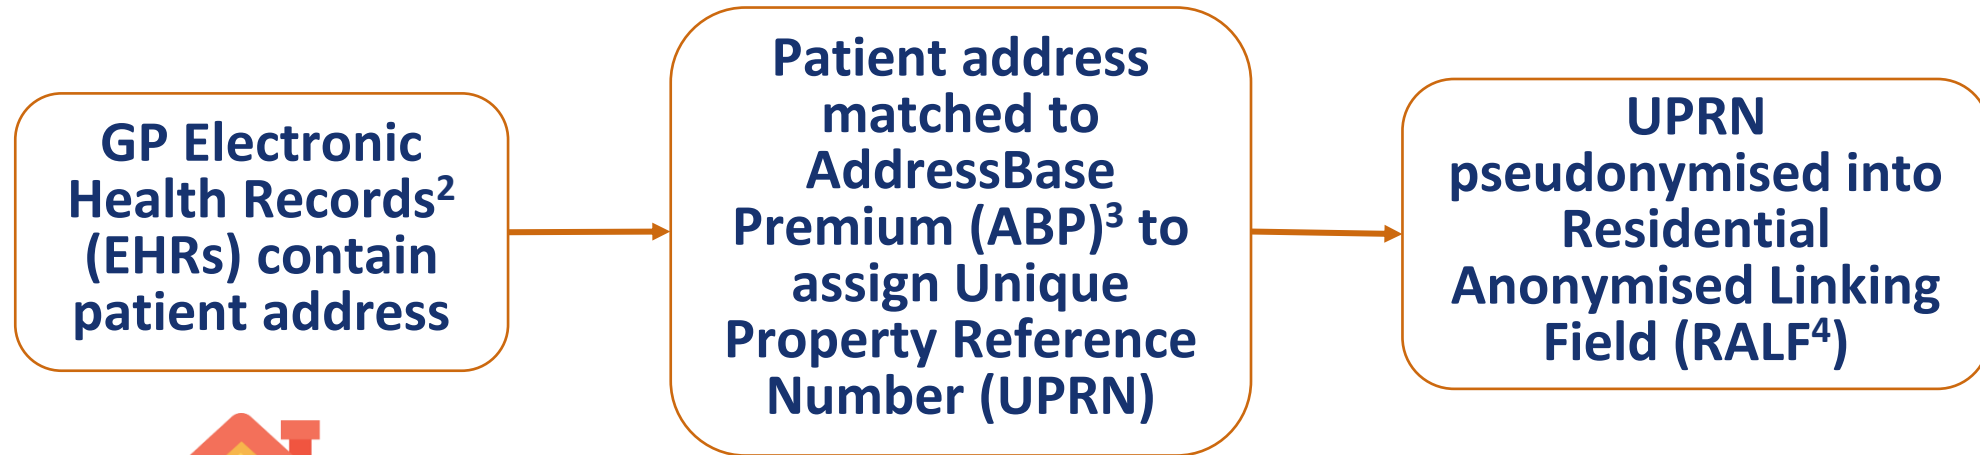 GP Electronic
Health Records²
(EHRs) contain
patient address
Patient address
matched to
AddressBase
Premium (ABP)³ to
assign Unique
Property Reference
Number (UPRN)
UPRN
pseudonymised into
Residential
Anonymised Linking
Field (RALF⁴)